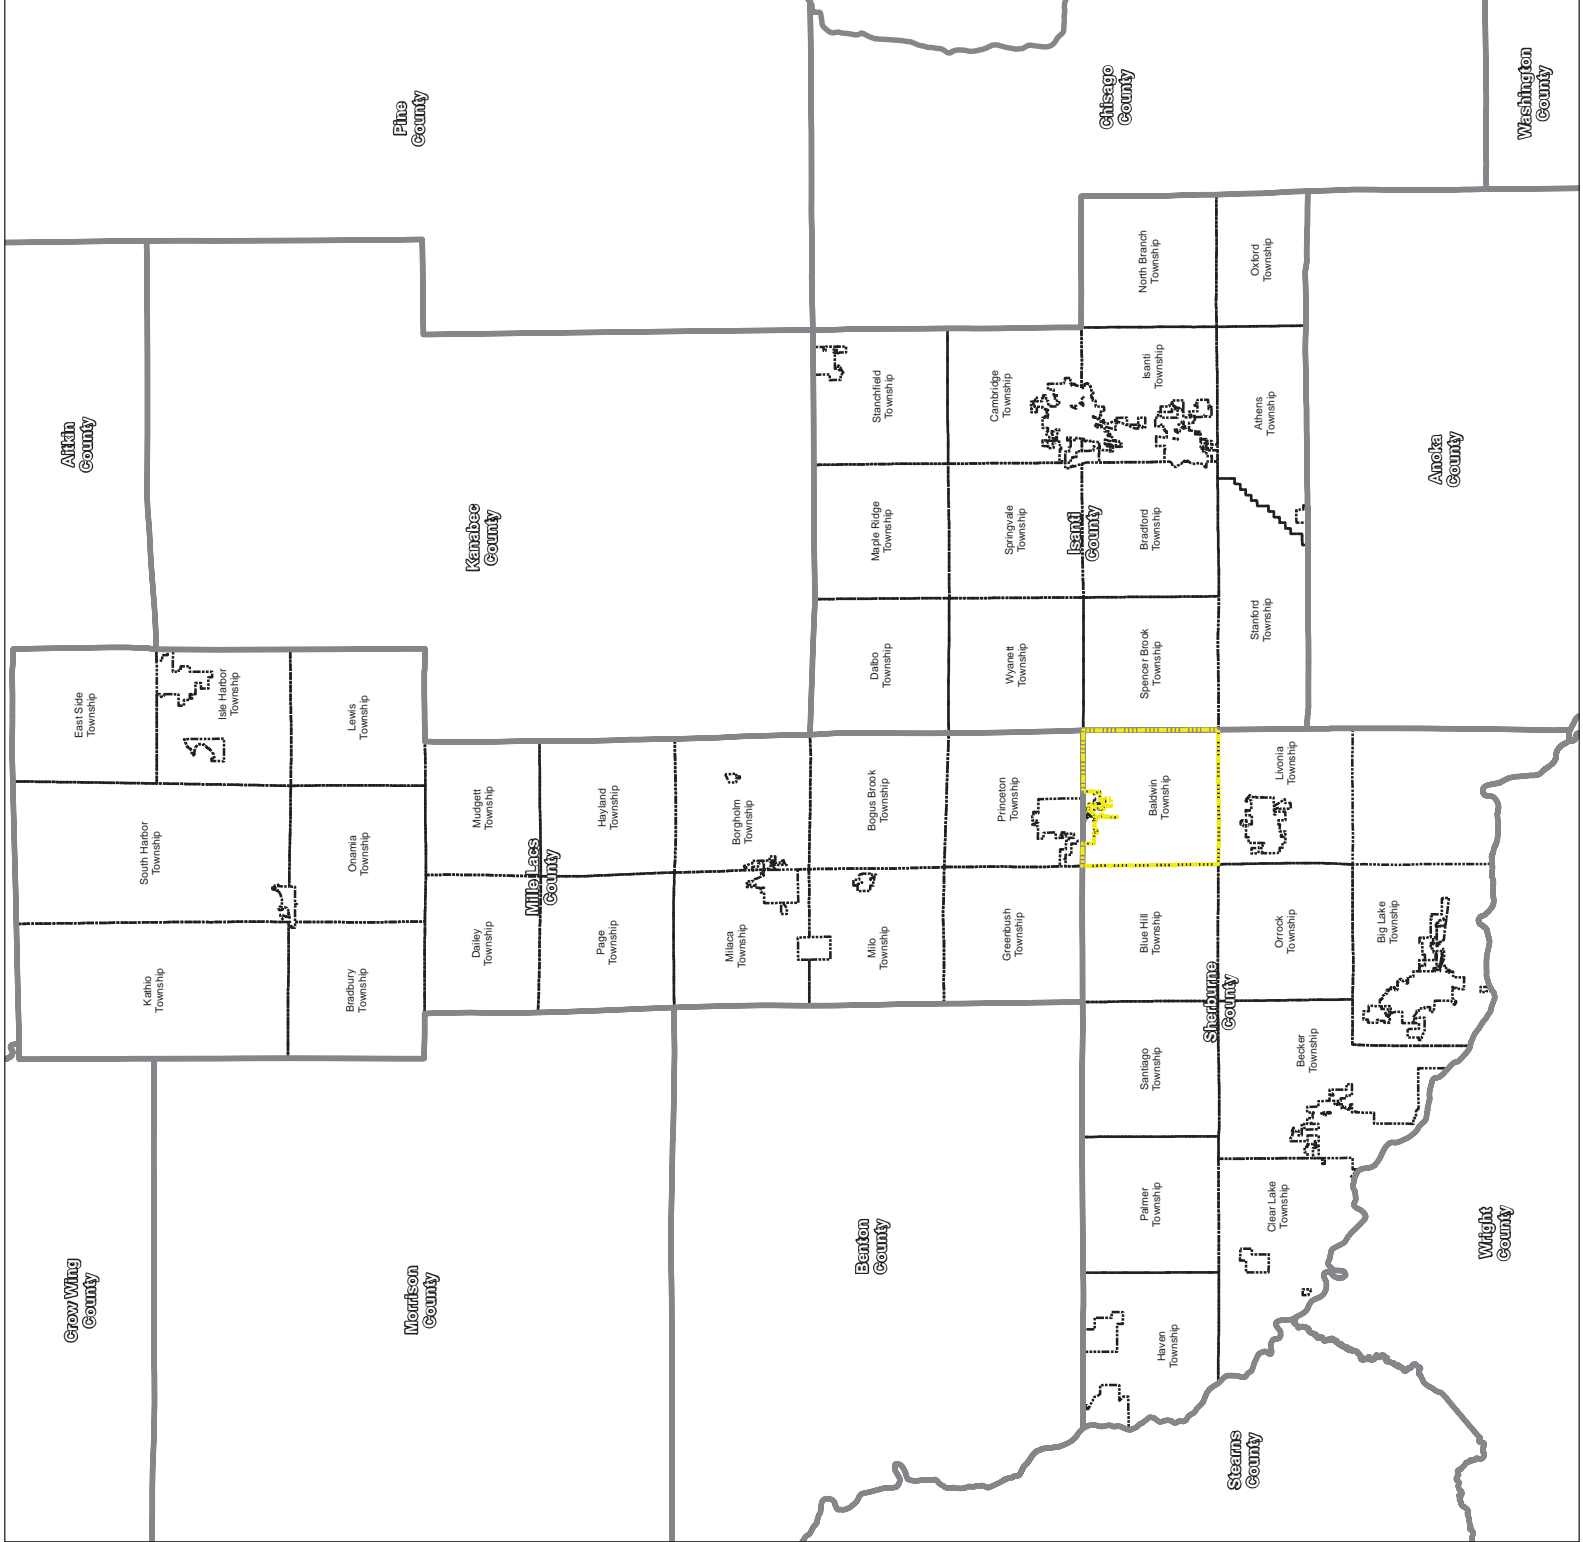 Crow Wing
County
Aitkin
County
East Side
Township
Kathio
Township
South Harbor
Township
Isle Harbor
Township
Bradbury
Township
Onamia
Township
Lewis
Township
Morrison
County
Pine
County
Dailey
Township
Mudgett
Township
Kanabec
County
Mille Lacs
County
Page
Township
Hayland
Township
Milaca
Township
Borgholm
Township
Benton
County
Milo
Township
Bogus Brook
Township
Dalbo
Township
Maple Ridge
Township
Stanchfield
Township
Greenbush
Township
Princeton
Township
Wyanett
Township
Springvale
Township
Cambridge
Township
Isanti
County
Chisago
County
Haven
Township
Palmer
Township
Santiago
Township
Blue Hill
Township
Baldwin
Township
Spencer Brook
Township
Bradford
Township
Isanti
Township
North Branch
Township
Sherburne
County
Stearns
County
Clear Lake
Township
Becker
Township
Orrock
Township
Livonia
Township
Stanford
Township
Athens
Township
Oxford
Township
Big Lake
Township
Anoka
County
Wright
County
Washington
County